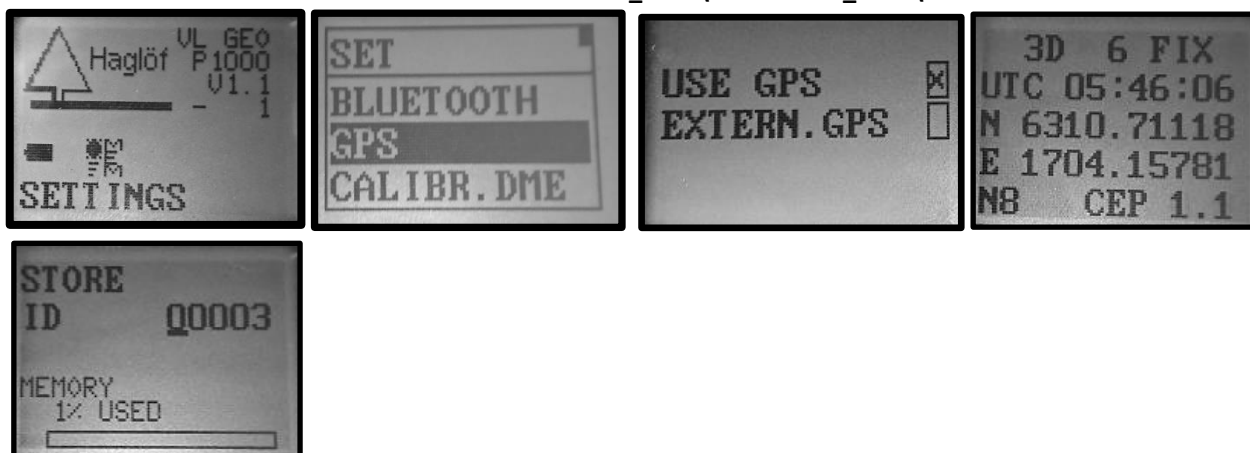 Haglöf
VL GEO
P1000
V1.1
- 1
MEM
SETTINGS
SET
BLUETOOTH
GPS
CALIBR.DME
USE GPS
EXTERN.GPS
3D 6 FIX
UTC 05:46:06
N 6310.71118
E 1704.15781
N8 CEP 1.1
STORE
ID 00003
MEMORY
1% USED